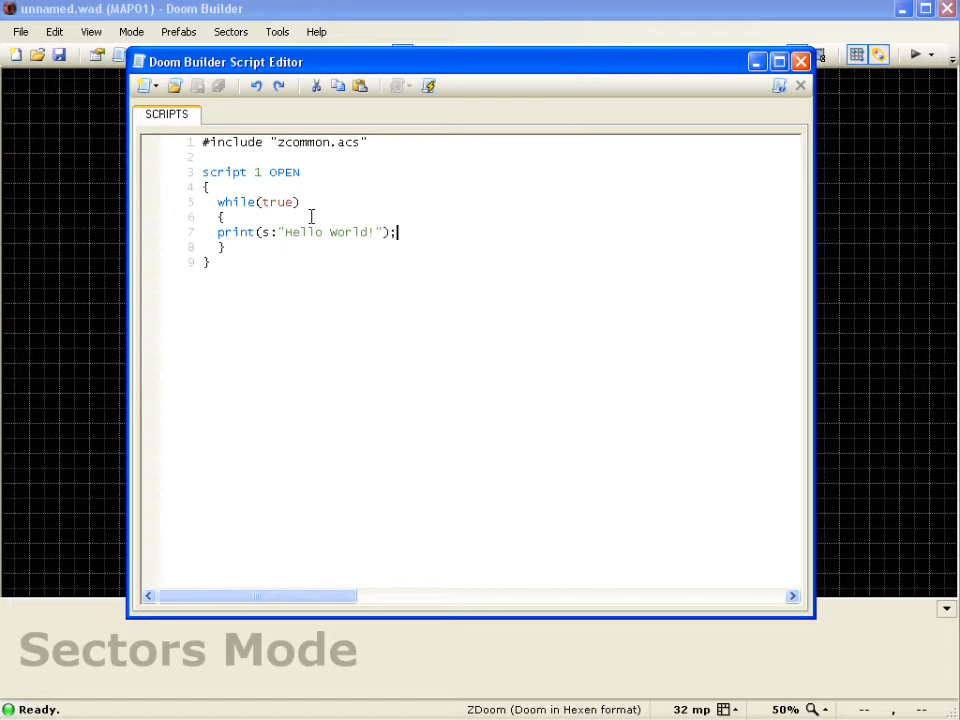 unnamed.wad (MAP01) - Doom Builder
File Edit View Mode Prefabs Sectors Tools Help
Doom Builder Script Editor
SCRIPTS
1 #include "zcommon.acs"
2
3 script 1 OPEN
4 {
5 while(true)
6 {
7 print(s:"Hello World!");
8 }
9 }
Sectors Mode
Ready. ZDoom (Doom in Hexen format) 32 mp 50% -- , --